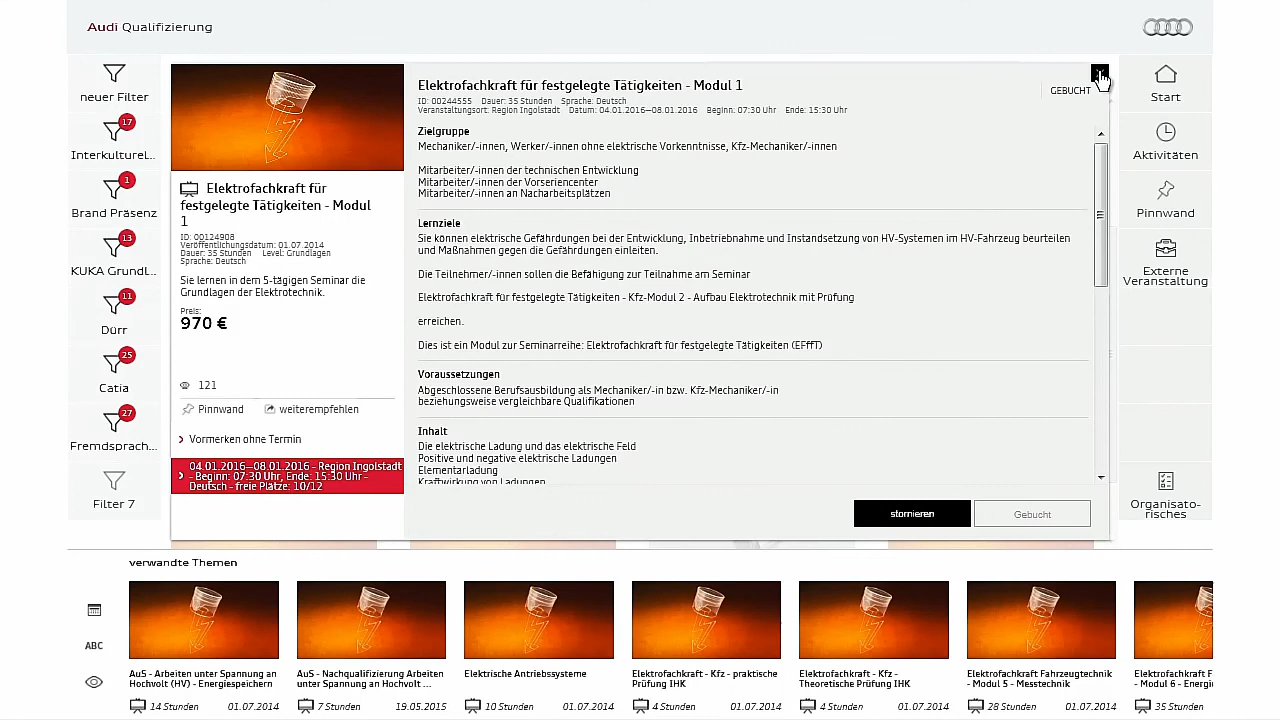 Audi Qualifizierung
neuer Filter
17
Interkulturel...
1
Brand Präsenz
13
KUKA Grundl...
11
Dürr
25
Catia
27
Fremdsprach...
Filter 7
Elektrofachkraft für
festgelegte Tätigkeiten - Modul
1
ID: 00124908
Veröffentlichungsdatum: 01.07.2014
Dauer: 35 Stunden Level: Grundlagen
Sprache: Deutsch
Sie lernen in dem 5-tägigen Seminar die
Grundlagen der Elektrotechnik.
Preis:
970 €
121
Pinnwand weiterempfehlen
Vormerken ohne Termin
04.01.2016—08.01.2016 - Region Ingolstadt
- Beginn: 07:30 Uhr, Ende: 15:30 Uhr -
Deutsch - freie Plätze: 10/12
Elektrofachkraft für festgelegte Tätigkeiten - Modul 1
GEBUCHT
ID: 00244555 Dauer: 35 Stunden Sprache: Deutsch
Veranstaltungsort: Region Ingolstadt Datum: 04.01.2016—08.01.2016 Beginn: 07:30 Uhr Ende: 15:30 Uhr
Zielgruppe
Mechaniker/-innen, Werker/-innen ohne elektrische Vorkenntnisse, Kfz-Mechaniker/-innen
Mitarbeiter/-innen der technischen Entwicklung
Mitarbeiter/-innen der Vorseriencenter
Mitarbeiter/-innen an Nacharbeitsplätzen
Lernziele
Sie können elektrische Gefährdungen bei der Entwicklung, Inbetriebnahme und Instandsetzung von HV-Systemen im HV-Fahrzeug beurteilen
und Maßnahmen gegen die Gefährdungen einleiten.
Die Teilnehmer/-innen sollen die Befähigung zur Teilnahme am Seminar
Elektrofachkraft für festgelegte Tätigkeiten - Kfz-Modul 2 - Aufbau Elektrotechnik mit Prüfung
erreichen.
Dies ist ein Modul zur Seminarreihe: Elektrofachkraft für festgelegte Tätigkeiten (EFffT)
Voraussetzungen
Abgeschlossene Berufsausbildung als Mechaniker/-in bzw. Kfz-Mechaniker/-in
beziehungsweise vergleichbare Qualifikationen
Inhalt
Die elektrische Ladung und das elektrische Feld
Positive und negative elektrische Ladungen
Elementarladung
Kraftwirkung von Ladungen
stornieren
Gebucht
Start
Aktivitäten
Pinnwand
Externe
Veranstaltung
Organisato-
risches
verwandte Themen
ABC
AuS - Arbeiten unter Spannung an
Hochvolt (HV) - Energiespeichern
14 Stunden 01.07.2014
AuS - Nachqualifizierung Arbeiten
unter Spannung an Hochvolt ...
7 Stunden 19.05.2015
Elektrische Antriebssysteme
10 Stunden 01.07.2014
Elektrofachkraft - Kfz - praktische
Prüfung IHK
4 Stunden 01.07.2014
Elektrofachkraft - Kfz -
Theoretische Prüfung IHK
4 Stunden 01.07.2014
Elektrofachkraft Fahrzeugtechnik
- Modul 5 - Messtechnik
28 Stunden 01.07.2014
Elektrofachkraft F
- Modul 6 - Energi
35 Stunden